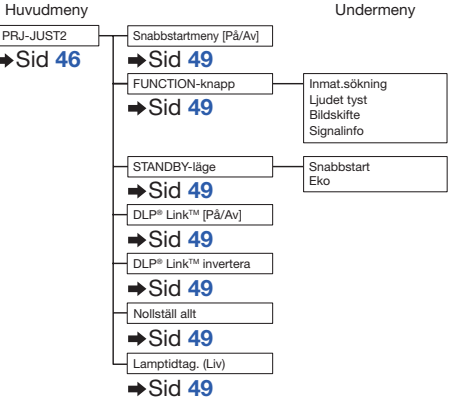 Huvudmeny
Undermeny
PRJ-JUST2
➡Sid 46
Snabbstartmeny [På/Av]
➡Sid 49
FUNCTION-knapp
➡Sid 49
Inmat.sökning
Ljudet tyst
Bildskifte
Signalinfo
STANDBY-läge
➡Sid 49
Snabbstart
Eko
DLP® Link™ [På/Av]
➡Sid 49
DLP® Link™ invertera
➡Sid 49
Nollställ allt
➡Sid 49
Lamptidtag. (Liv)
➡Sid 49